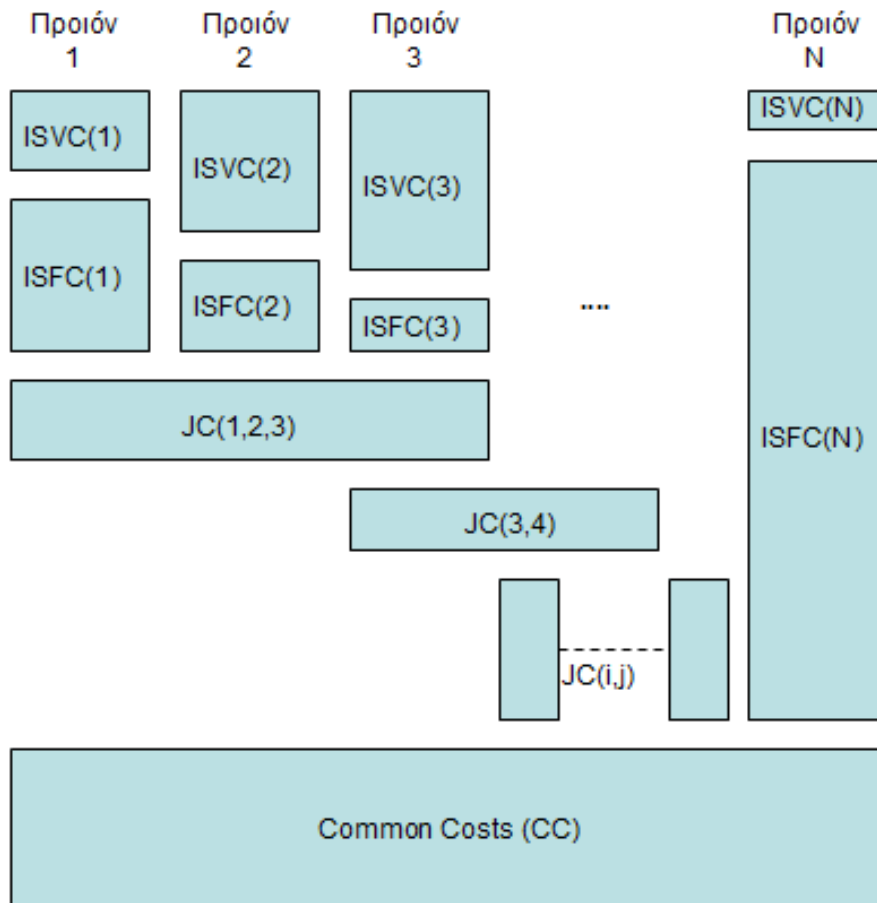 Προιόν Προιόν Προιόν Προιόν
1 2 3 N
ISVC(1) ISVC(2) ISVC(3) ISVC(N)
ISFC(1) ISFC(2) ISFC(3) .... ISFC(N)
JC(1,2,3)
JC(3,4)
JC(i,j)
Common Costs (CC)